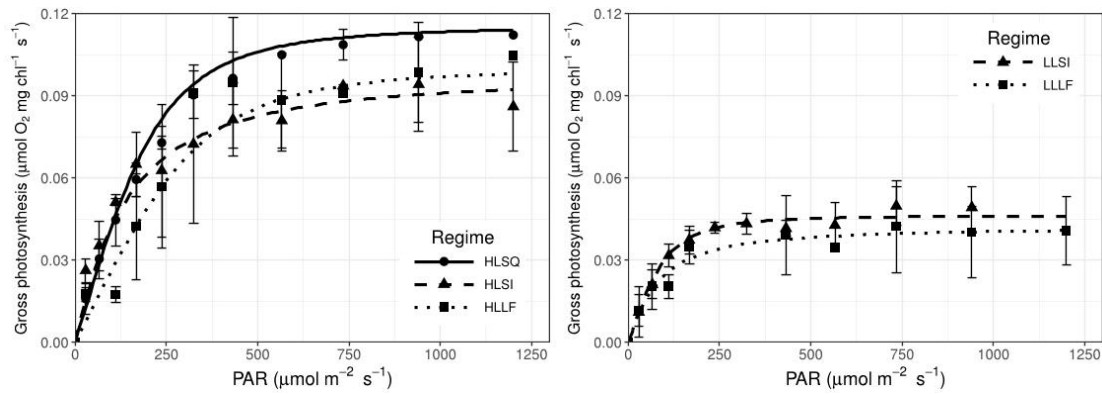 Gross photosynthesis (μmol O₂ mg chl⁻¹ s⁻¹)
0.12
0.09
0.06
0.03
0.00
Regime
HLSQ
HLSI
HLLF
0 250 500 750 1000 1250
PAR (μmol m⁻² s⁻¹)
Gross photosynthesis (μmol O₂ mg chl⁻¹ s⁻¹)
0.12
0.09
0.06
0.03
0.00
Regime
LLSI
LLLF
0 250 500 750 1000 1250
PAR (μmol m⁻² s⁻¹)